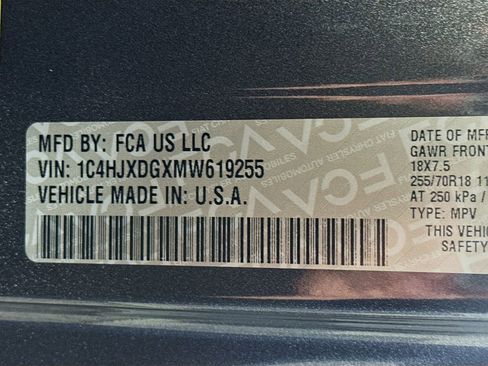 MFD BY: FCA US LLC
VIN: 1C4HJXDGXMW619255
VEHICLE MADE IN: U.S.A.
DATE OF MFR
GAWR FRONT
18X7.5
255/70R18 11
AT 250 kPa /
TYPE: MPV
THIS VEHIC
SAFETY